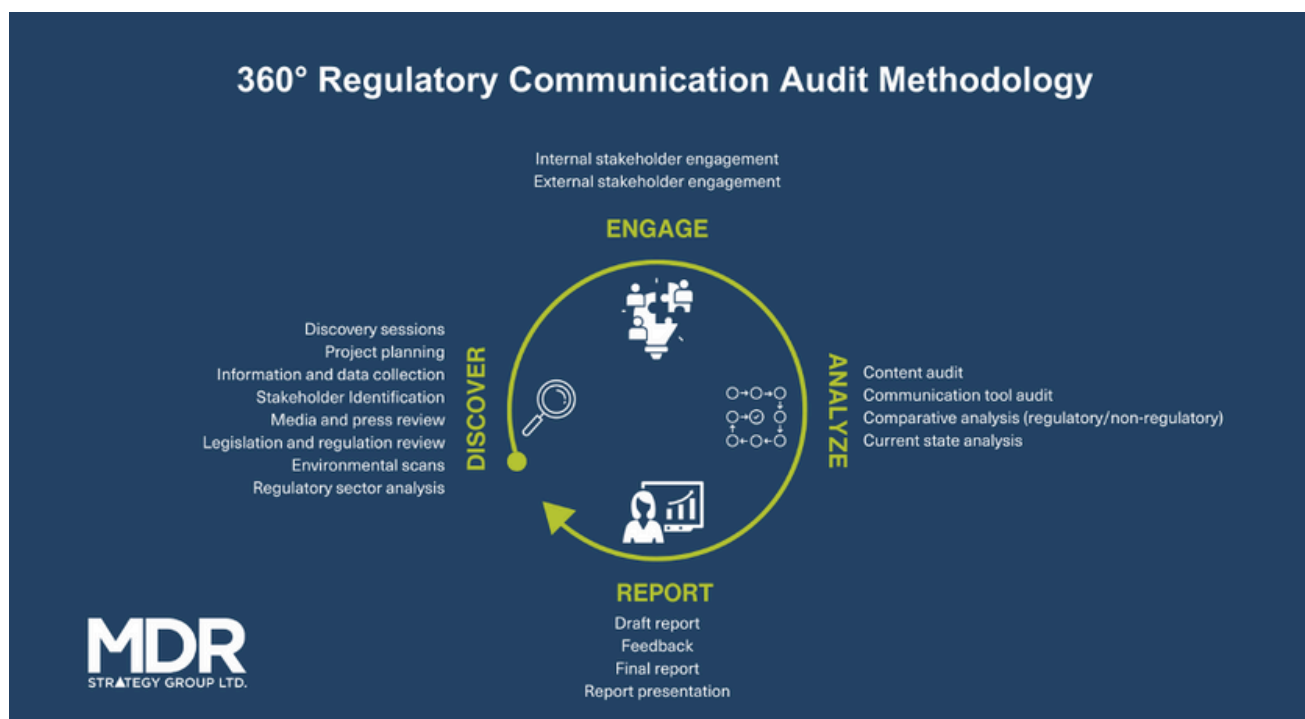 360° Regulatory Communication Audit Methodology
Internal stakeholder engagement
External stakeholder engagement
ENGAGE
Discovery sessions
Project planning
Information and data collection
Stakeholder Identification
Media and press review
Legislation and regulation review
Environmental scans
Regulatory sector analysis
DISCOVER
ANALYZE
Content audit
Communication tool audit
Comparative analysis (regulatory/non-regulatory)
Current state analysis
REPORT
Draft report
Feedback
Final report
Report presentation
MDR
STRATEGY GROUP LTD.